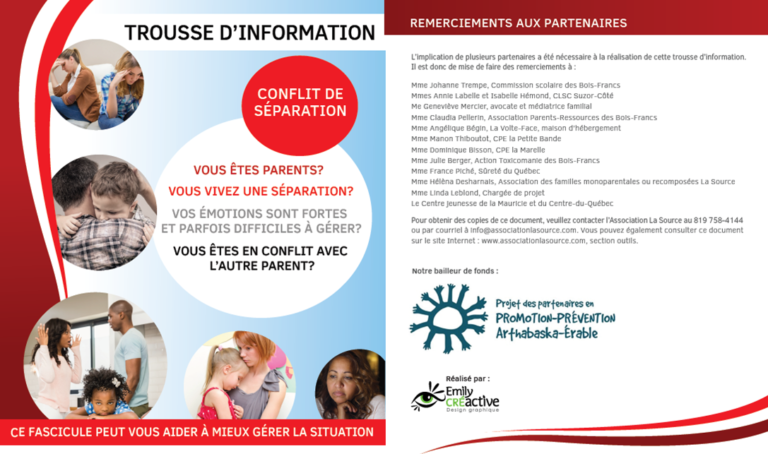 TROUSSE D'INFORMATION
CONFLIT DE
SÉPARATION
VOUS ÊTES PARENTS?
VOUS VIVEZ UNE SÉPARATION?
VOS ÉMOTIONS SONT FORTES
ET PARFOIS DIFFICILES À GÉRER?
VOUS ÊTES EN CONFLIT AVEC
L'AUTRE PARENT?
CE FASCICULE PEUT VOUS AIDER À MIEUX GÉRER LA SITUATION
REMERCIEMENTS AUX PARTENAIRES
L'implication de plusieurs partenaires a été nécessaire à la réalisation de cette trousse d'information.
Il est donc de mise de faire des remerciements à :
Mme Johanne Trempe, Commission scolaire des Bois-Francs
Mmes Annie Labelle et Isabelle Hémond, CLSC Suzor-Côté
Me Geneviève Mercier, avocate et médiatrice familial
Mme Claudia Pellerin, Association Parents-Ressources des Bois-Francs
Mme Angélique Bégin, La Volte-Face, maison d'hébergement
Mme Manon Thiboutot, CPE la Petite Bande
Mme Dominique Bisson, CPE la Marelle
Mme Julie Berger, Action Toxicomanie des Bois-Francs
Mme France Piché, Sûreté du Québec
Mme Héléna Desharnais, Association des familles monoparentales ou recomposées La Source
Mme Linda Leblond, Chargée de projet
Le Centre Jeunesse de la Mauricie et du Centre-du-Québec
Pour obtenir des copies de ce document, veuillez contacter l'Association La Source au 819 758-4144
ou par courriel à info@associationlasource.com. Vous pouvez également consulter ce document
sur le site Internet : www.associationlasource.com, section outils.
Notre bailleur de fonds :
Projet des partenaires en
PROMOTION-PRÉVENTION
Arthabaska-Érable
Réalisé par :
Emily
CRÉactive
Design graphique